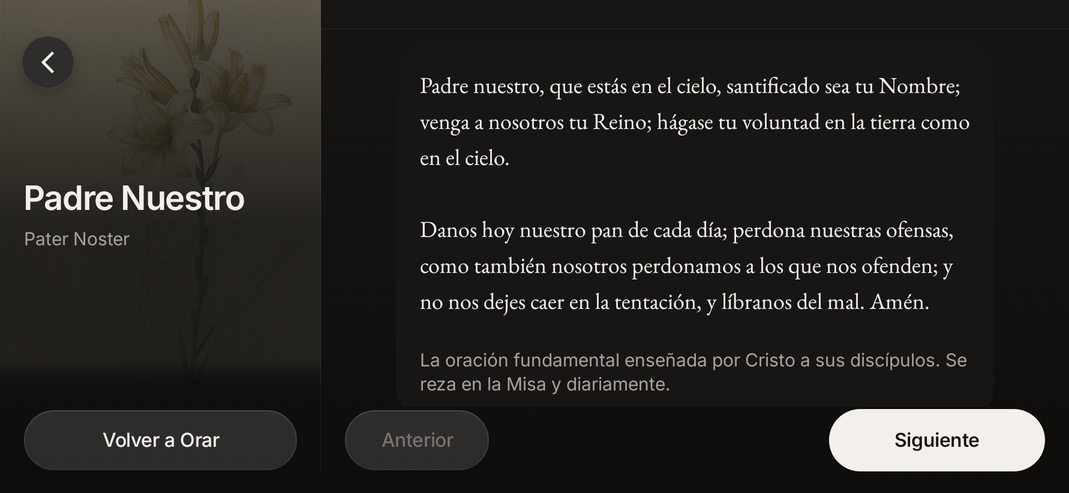 Padre Nuestro
Pater Noster
Volver a Orar
Padre nuestro, que estás en el cielo, santificado sea tu Nombre;
venga a nosotros tu Reino; hágase tu voluntad en la tierra como
en el cielo.
Danos hoy nuestro pan de cada día; perdona nuestras ofensas,
como también nosotros perdonamos a los que nos ofenden; y
no nos dejes caer en la tentación, y líbranos del mal. Amén.
La oración fundamental enseñada por Cristo a sus discípulos. Se
reza en la Misa y diariamente.
Anterior
Siguiente